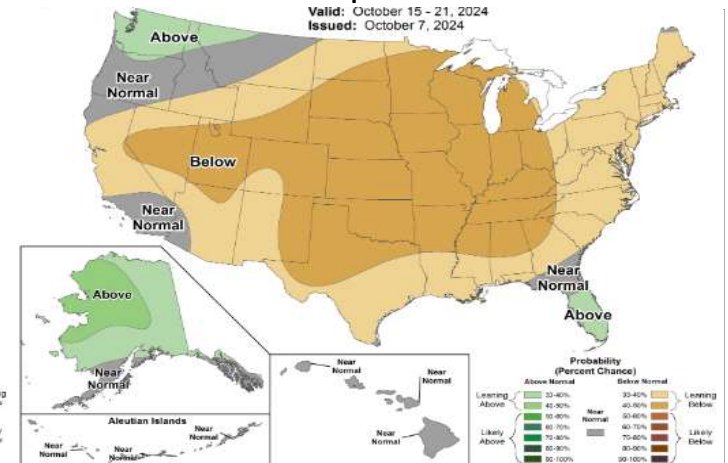 Valid: October 15 - 21, 2024
Issued: October 7, 2024
Above
Near
Normal
Below
Near
Normal
Near
Normal
Above
Above
Near
Normal
Aleutian Islands
Near
Normal
Near
Normal
Near
Normal
Near
Normal
Near
Normal
Near
Normal
Probability
(Percent Chance)
Above Normal
Below Normal
Leaning
Above
33-40%
40-50%
Near
Normal
33-40%
40-50%
Leaning
Below
Likely
Above
50-60%
60-70%
70-80%
80-90%
90-100%
50-60%
60-70%
70-80%
80-90%
90-100%
Likely
Below